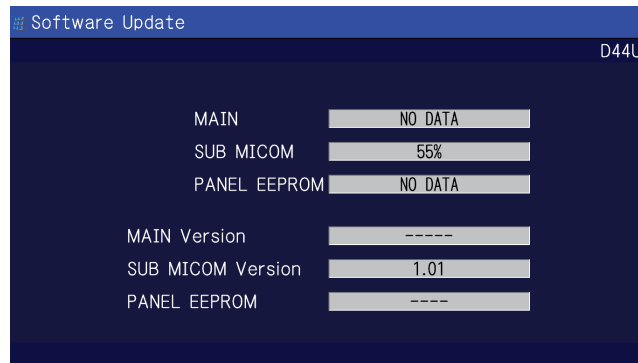 Software Update
D44U
MAIN NO DATA
SUB MICOM 55%
PANEL EEPROM NO DATA
MAIN Version -----
SUB MICOM Version 1.01
PANEL EEPROM ----